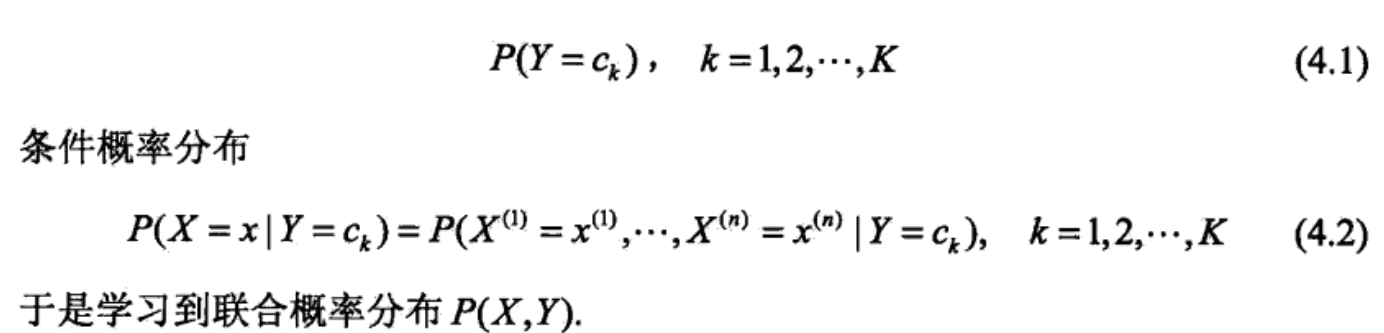 P(Y = c_k)， k = 1,2,⋯,K (4.1)
条件概率分布
P(X = x | Y = c_k) = P(X^(1) = x^(1),⋯,X^(n) = x^(n) | Y = c_k), k = 1,2,⋯,K (4.2)
于是学习到联合概率分布 P(X,Y).